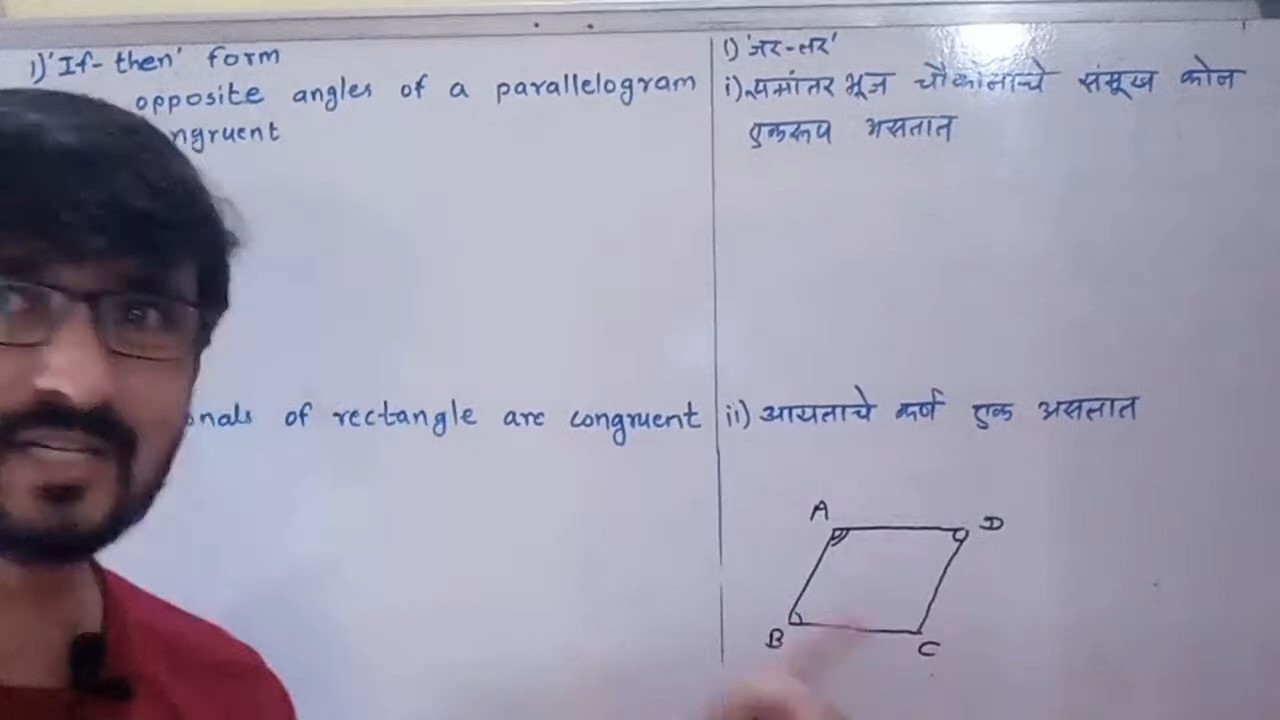 1) 'If-then' form
opposite angles of a parallelogram
ngruent
onals of rectangle are congruent
1) 'जर-तर'
i) समांतर भूज चौकोनाचे संमूख कोन
एकरूप असतात
ii) आयताचे कर्ण एक असतात
A
D
B
C